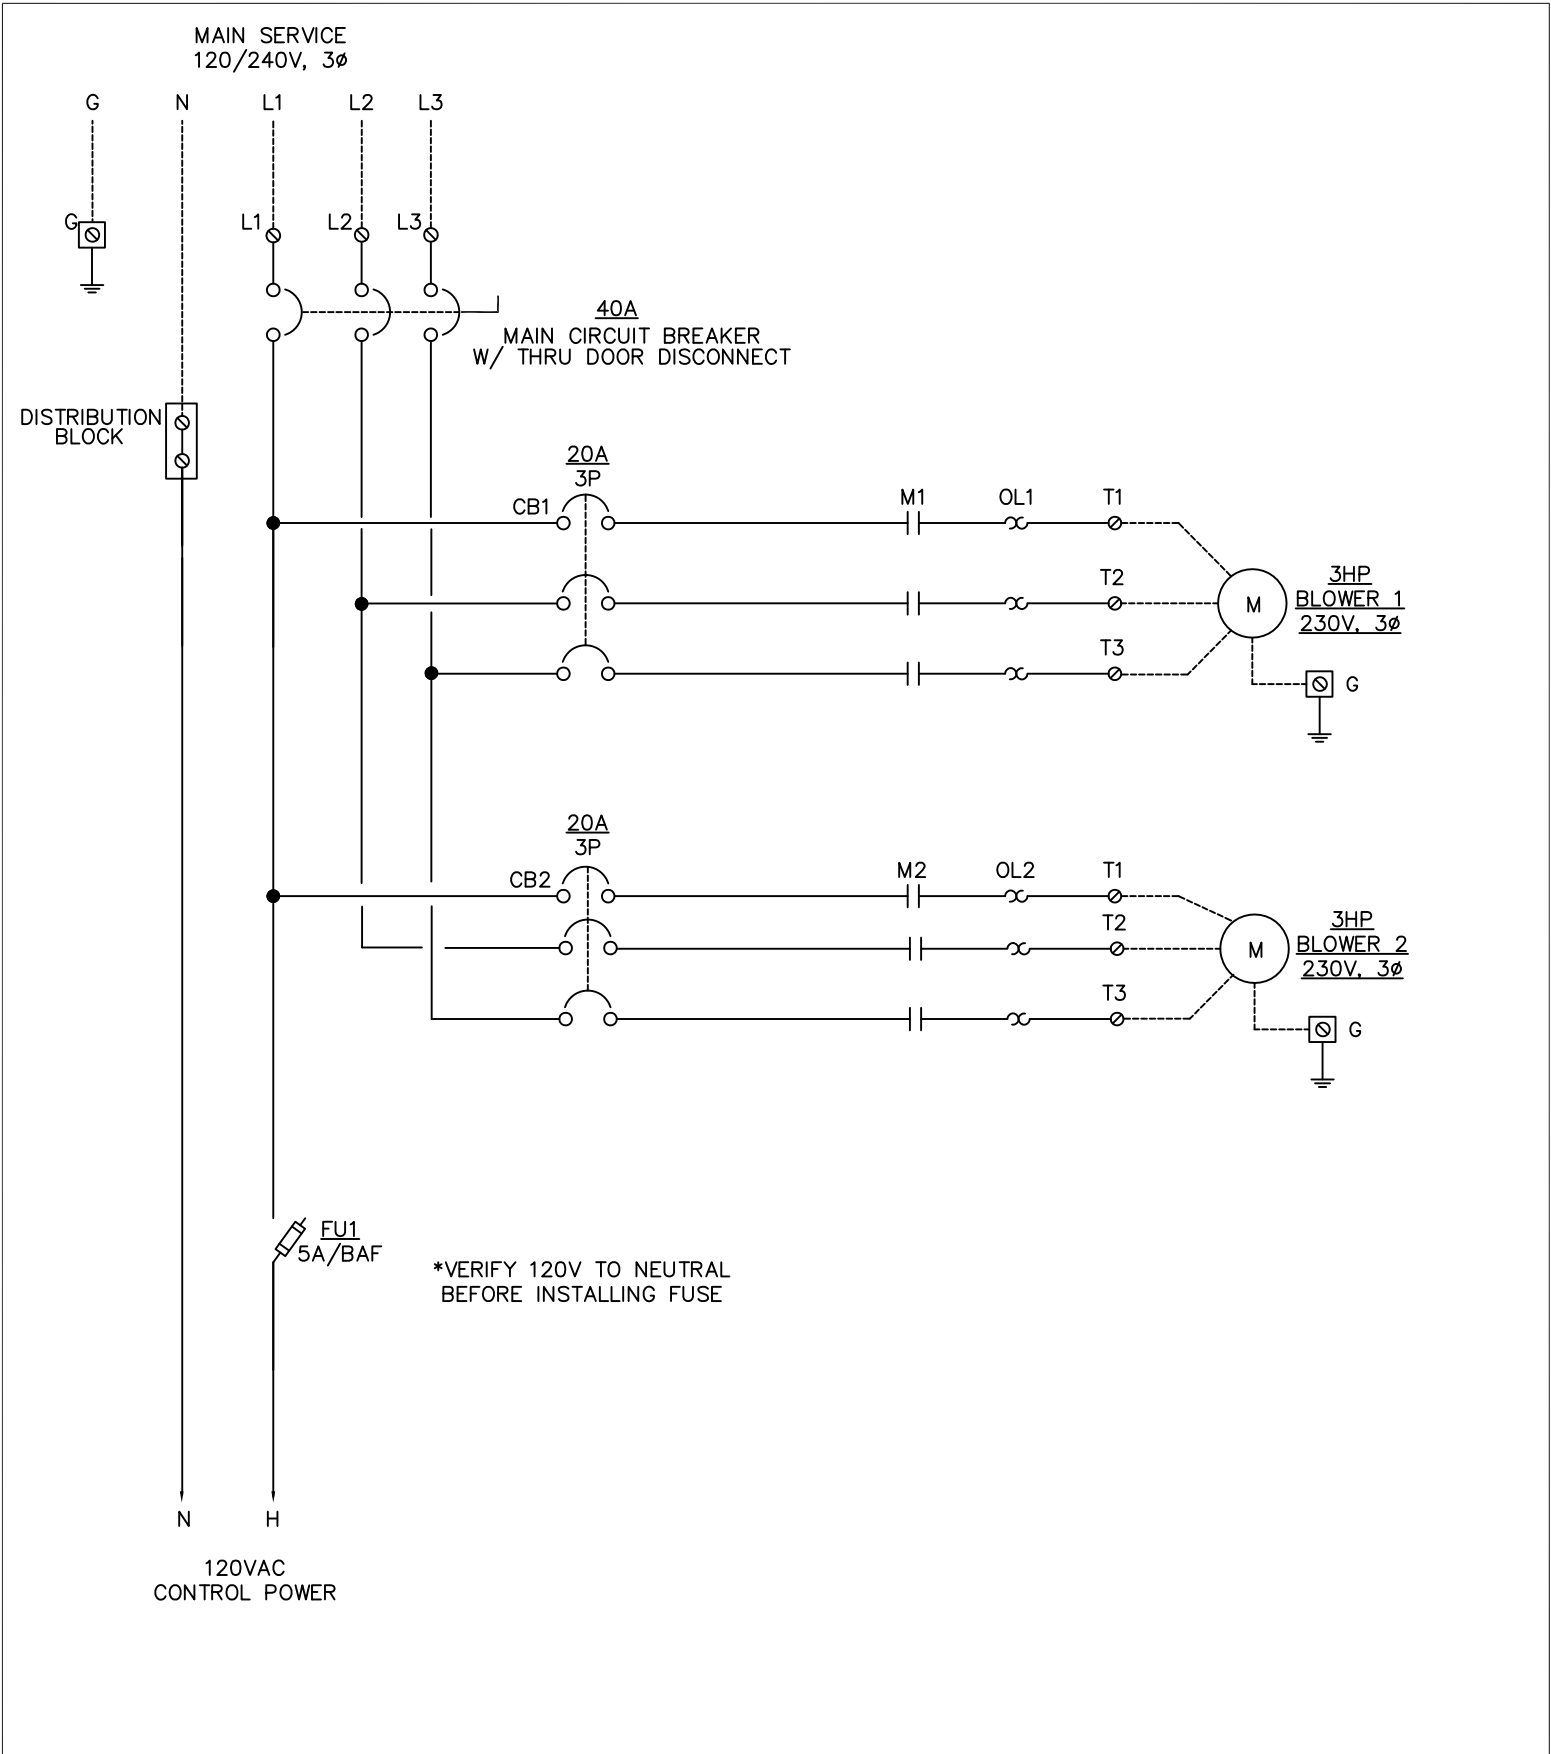 MAIN SERVICE
120/240V, 3ø
G N L1 L2 L3
G L1 L2 L3
40A
MAIN CIRCUIT BREAKER
W/ THRU DOOR DISCONNECT
DISTRIBUTION
BLOCK
20A
3P
CB1 M1 OL1 T1
T2
T3
3HP
BLOWER 1
230V, 3ø
G
20A
3P
CB2 M2 OL2 T1
T2
T3
3HP
BLOWER 2
230V, 3ø
G
M
M
FU1
5A/BAF
*VERIFY 120V TO NEUTRAL
BEFORE INSTALLING FUSE
N H
120VAC
CONTROL POWER